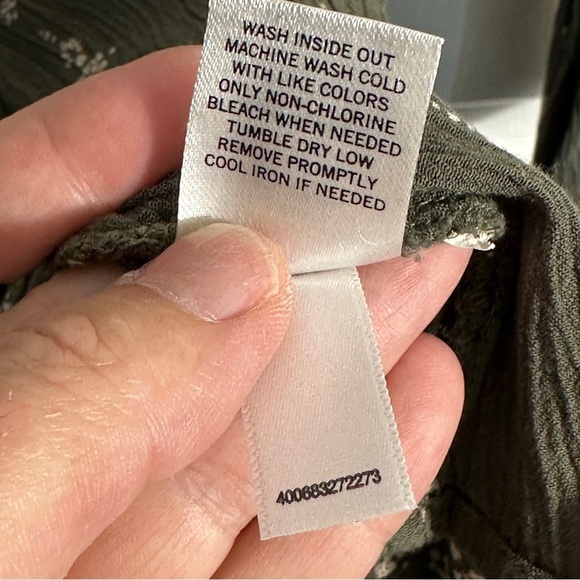 WASH INSIDE OUT
MACHINE WASH COLD
WITH LIKE COLORS
ONLY NON-CHLORINE
BLEACH WHEN NEEDED
TUMBLE DRY LOW
REMOVE PROMPTLY
COOL IRON IF NEEDED
400683272273